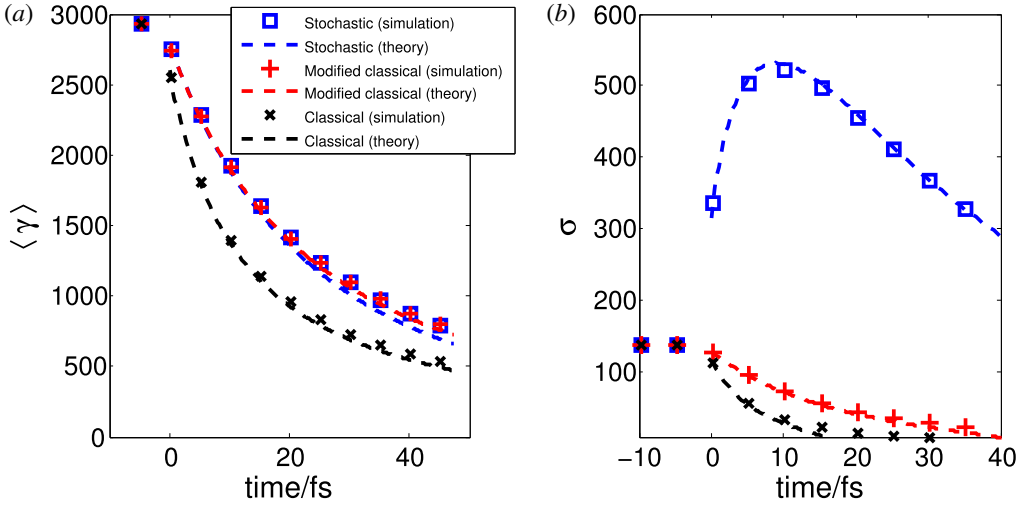 (a)
3000
2500
2000
1500
1000
500
0
⟨γ⟩
0 20 40
time/fs
Stochastic (simulation)
Stochastic (theory)
Modified classical (simulation)
Modified classical (theory)
Classical (simulation)
Classical (theory)
(b)
600
500
400
300
200
100
σ
−10 0 10 20 30 40
time/fs